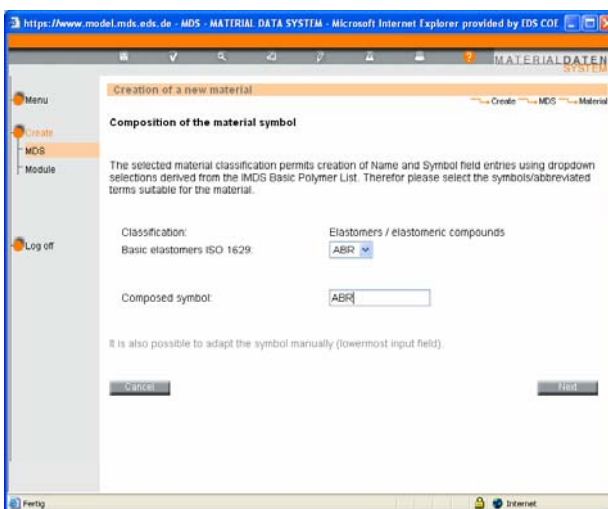 https://www.model.mds.eds.de - MDS - MATERIAL DATA SYSTEM - Microsoft Internet Explorer provided by EDS COE
MATERIALDATEN
SYSTEM
Menu
Create
MDS
Module
Log off
Creation of a new material
Create MDS Material
Composition of the material symbol
The selected material classification permits creation of Name and Symbol field entries using dropdown
selections derived from the IMDS Basic Polymer List. Therefor please select the symbols/abbreviated
terms suitable for the material.
Classification: Elastomers / elastomeric compounds
Basic elastomers ISO 1629: ABR
Composed symbol: ABR
It is also possible to adapt the symbol manually (lowermost input field).
Cancel Next
Fertig Internet